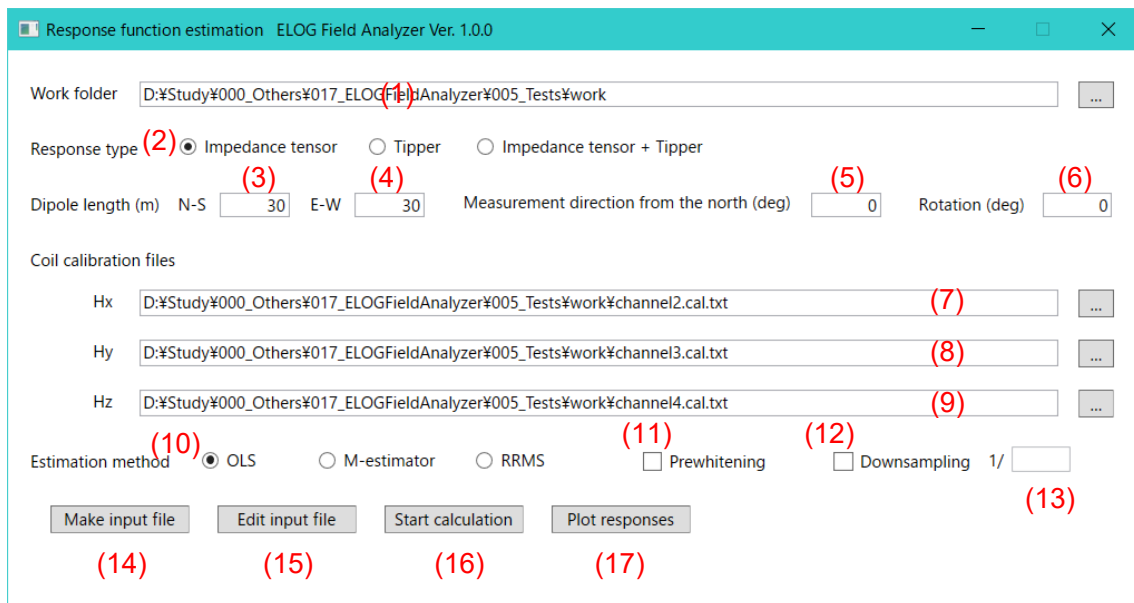 Response function estimation ELOG Field Analyzer Ver. 1.0.0
Work folder D:¥Study¥000_Others¥017_ELOGFieldAnalyzer¥005_Tests¥work (1) ...
Response type (2) Impedance tensor Tipper Impedance tensor + Tipper
(3) (4) (5) (6)
Dipole length (m) N-S 30 E-W 30 Measurement direction from the north (deg) 0 Rotation (deg) 0
Coil calibration files
Hx D:¥Study¥000_Others¥017_ELOGFieldAnalyzer¥005_Tests¥work¥channel2.cal.txt (7) ...
Hy D:¥Study¥000_Others¥017_ELOGFieldAnalyzer¥005_Tests¥work¥channel3.cal.txt (8) ...
Hz D:¥Study¥000_Others¥017_ELOGFieldAnalyzer¥005_Tests¥work¥channel4.cal.txt (9) ...
(10) (11) (12)
Estimation method OLS M-estimator RRMS Prewhitening Downsampling 1/
(13)
Make input file Edit input file Start calculation Plot responses
(14) (15) (16) (17)